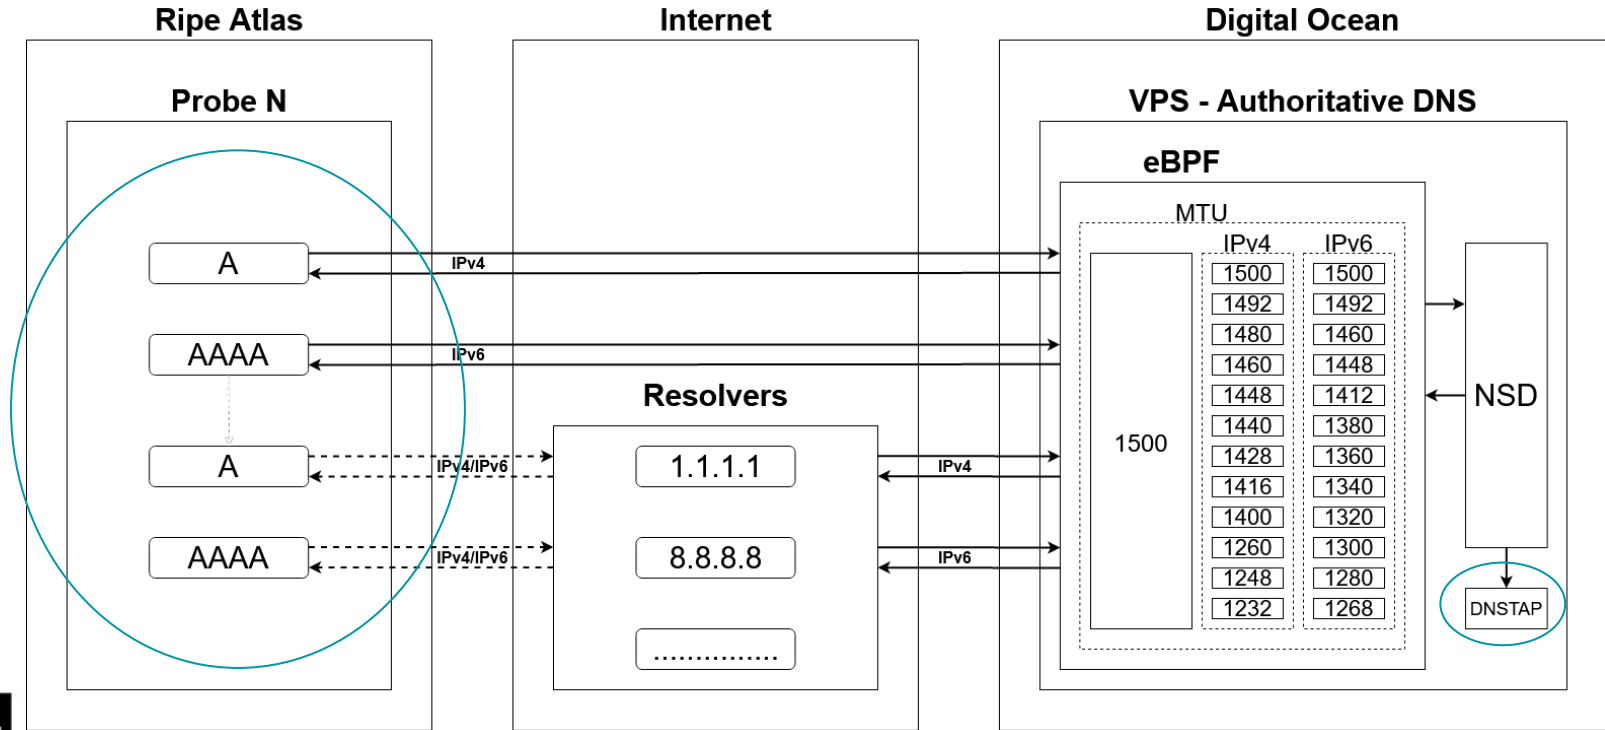 Ripe Atlas
Internet
Digital Ocean
Probe N
VPS - Authoritative DNS
eBPF
MTU
IPv4
IPv6
A
IPv4
AAAA
IPv6
A
IPv4/IPv6
AAAA
IPv4/IPv6
Resolvers
1.1.1.1
8.8.8.8
...............
IPv4
IPv6
1500
1500
1492
1480
1460
1448
1440
1428
1416
1400
1260
1248
1232
1500
1492
1460
1448
1412
1380
1360
1340
1320
1300
1280
1268
NSD
DNSTAP